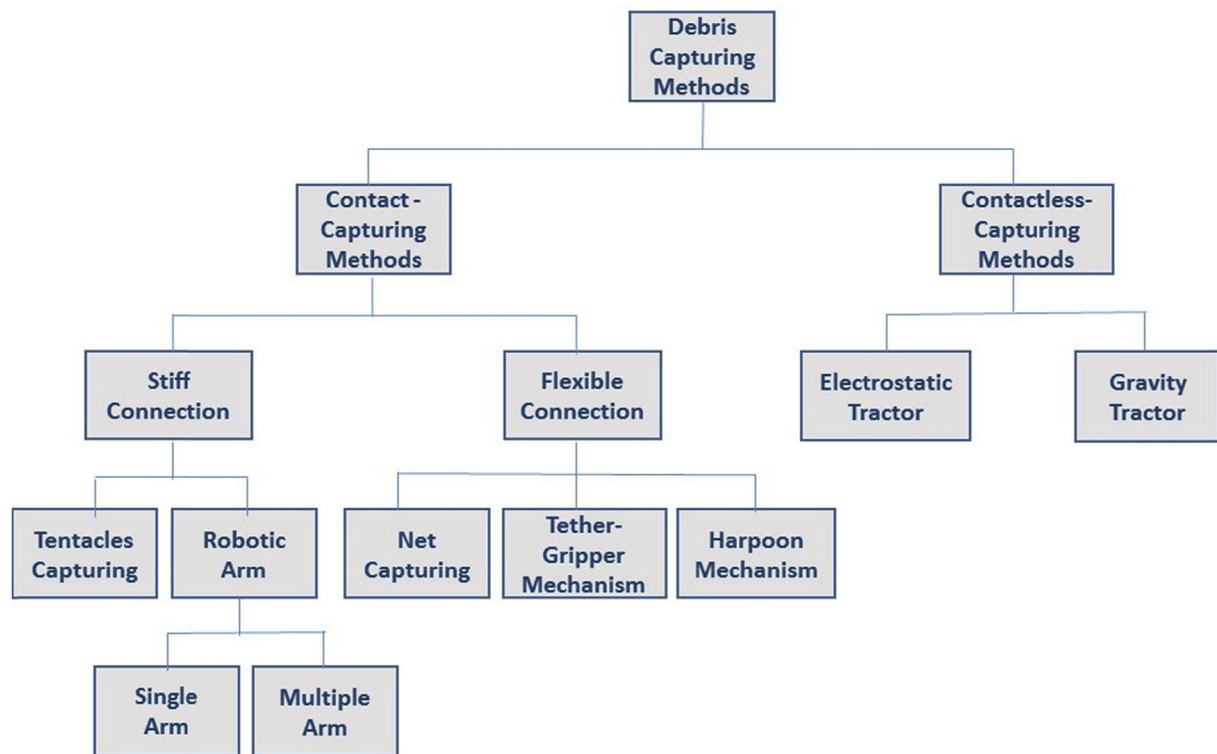 Debris
Capturing
Methods
Contact -
Capturing
Methods
Contactless-
Capturing
Methods
Stiff
Connection
Flexible
Connection
Electrostatic
Tractor
Gravity
Tractor
Tentacles
Capturing
Robotic
Arm
Net
Capturing
Tether-
Gripper
Mechanism
Harpoon
Mechanism
Single
Arm
Multiple
Arm